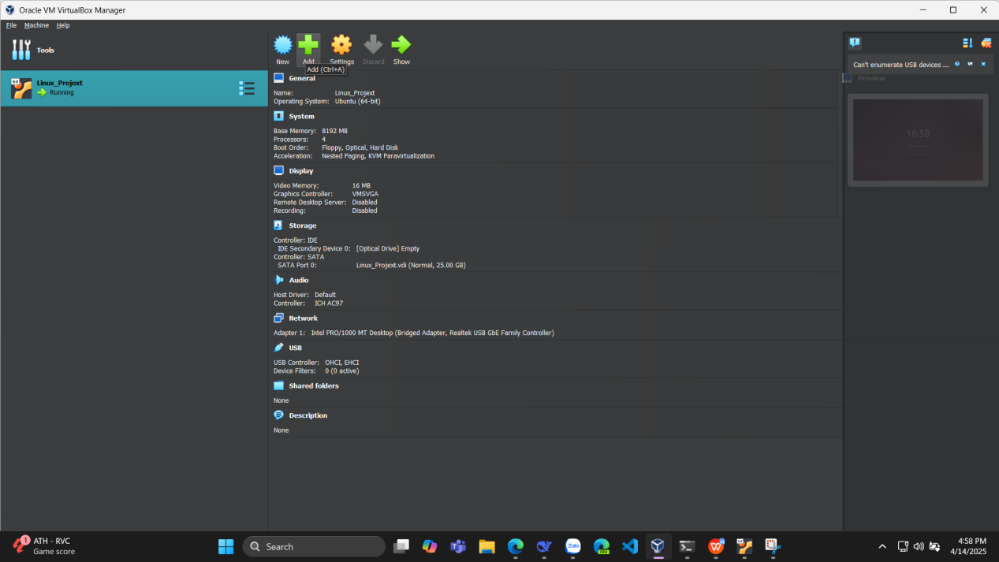 Oracle VM VirtualBox Manager
File Machine Help
Tools
64
Linux_Projext
Running
New
Add
Settings
Discard
Show
Add (Ctrl+A)
General
Name: Linux_Projext
Operating System: Ubuntu (64-bit)
System
Base Memory: 8192 MB
Processors: 4
Boot Order: Floppy, Optical, Hard Disk
Acceleration: Nested Paging, KVM Paravirtualization
Display
Video Memory: 16 MB
Graphics Controller: VMSVGA
Remote Desktop Server: Disabled
Recording: Disabled
Storage
Controller: IDE
IDE Secondary Device 0: [Optical Drive] Empty
Controller: SATA
SATA Port 0: Linux_Projext.vdi (Normal, 25.00 GB)
Audio
Host Driver: Default
Controller: ICH AC97
Network
Adapter 1: Intel PRO/1000 MT Desktop (Bridged Adapter, Realtek USB GbE Family Controller)
USB
USB Controller: OHCI, EHCI
Device Filters: 0 (0 active)
Shared folders
None
Description
None
Can't enumerate USB devices ...
Preview
16:58
1
ATH - RVC
Game score
Search
Zalo
DEV
4:58 PM
4/14/2025